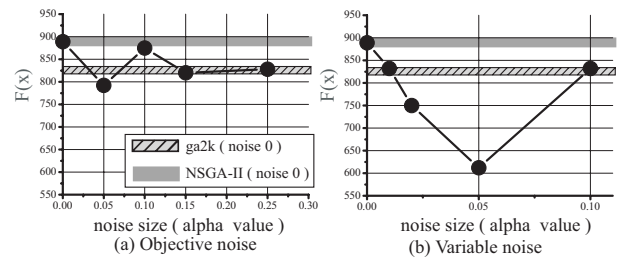 950
900
850
800
750
700
650
600
550
F(x)
0.00 0.05 0.10 0.15 0.20 0.25 0.30
ga2k ( noise 0 )
NSGA-II ( noise 0 )
noise size ( alpha value )
(a) Objective noise
950
900
850
800
750
700
650
600
550
F(x)
0.00 0.05 0.10
noise size ( alpha value )
(b) Variable noise